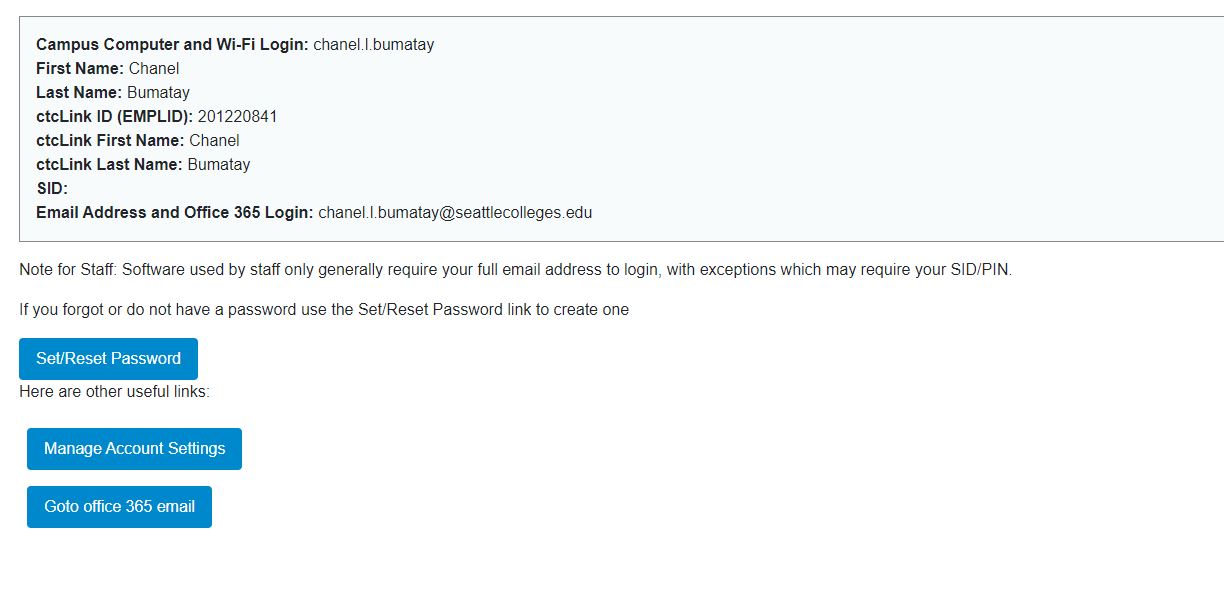 Campus Computer and Wi-Fi Login: chanel.l.bumatay
First Name: Chanel
Last Name: Bumatay
ctcLink ID (EMPLID): 201220841
ctcLink First Name: Chanel
ctcLink Last Name: Bumatay
SID:
Email Address and Office 365 Login: chanel.l.bumatay@seattlecolleges.edu
Note for Staff: Software used by staff only generally require your full email address to login, with exceptions which may require your SID/PIN.
If you forgot or do not have a password use the Set/Reset Password link to create one
Set/Reset Password
Here are other useful links:
Manage Account Settings
Goto office 365 email